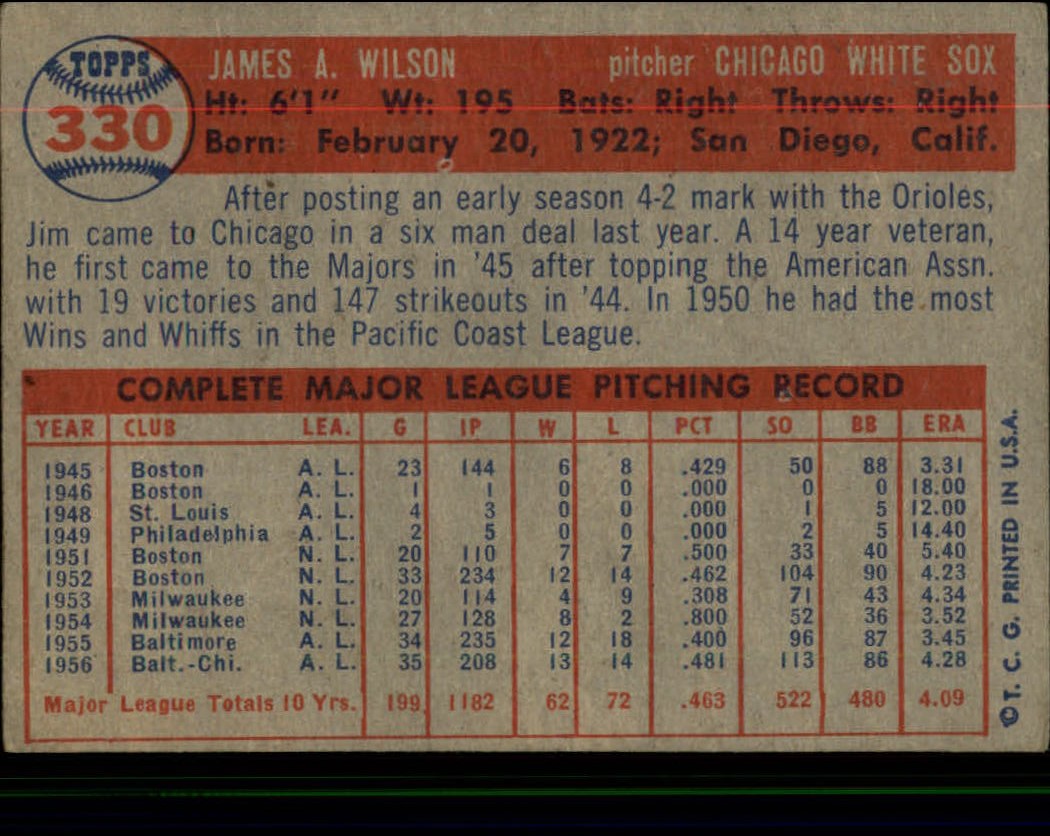 TOPPS
330
JAMES A. WILSON pitcher CHICAGO WHITE SOX
Ht: 6'1" Wt: 195 Bats: Right Throws: Right
Born: February 20, 1922; San Diego, Calif.
After posting an early season 4-2 mark with the Orioles,
Jim came to Chicago in a six man deal last year. A 14 year veteran,
he first came to the Majors in '45 after topping the American Assn.
with 19 victories and 147 strikeouts in '44. In 1950 he had the most
Wins and Whiffs in the Pacific Coast League.
COMPLETE MAJOR LEAGUE PITCHING RECORD
YEAR CLUB LEA. G IP W L PCT SO BB ERA
1945 Boston A. L. 23 144 6 8 .429 50 88 3.31
1946 Boston A. L. 1 1 0 0 .000 0 0 18.00
1948 St. Louis A. L. 4 3 0 0 .000 1 5 12.00
1949 Philadelphia A. L. 2 5 0 0 .000 2 5 14.40
1951 Boston N. L. 20 110 7 7 .500 33 40 5.40
1952 Boston N. L. 33 234 12 14 .462 104 90 4.23
1953 Milwaukee N. L. 20 114 4 9 .308 71 43 4.34
1954 Milwaukee N. L. 27 128 8 2 .800 52 36 3.52
1955 Baltimore A. L. 34 235 12 18 .400 96 87 3.45
1956 Balt.-Chi. A. L. 35 208 13 14 .481 113 86 4.28
Major League Totals 10 Yrs. 199 1182 62 72 .463 522 480 4.09
© T. C. G. PRINTED IN U.S.A.